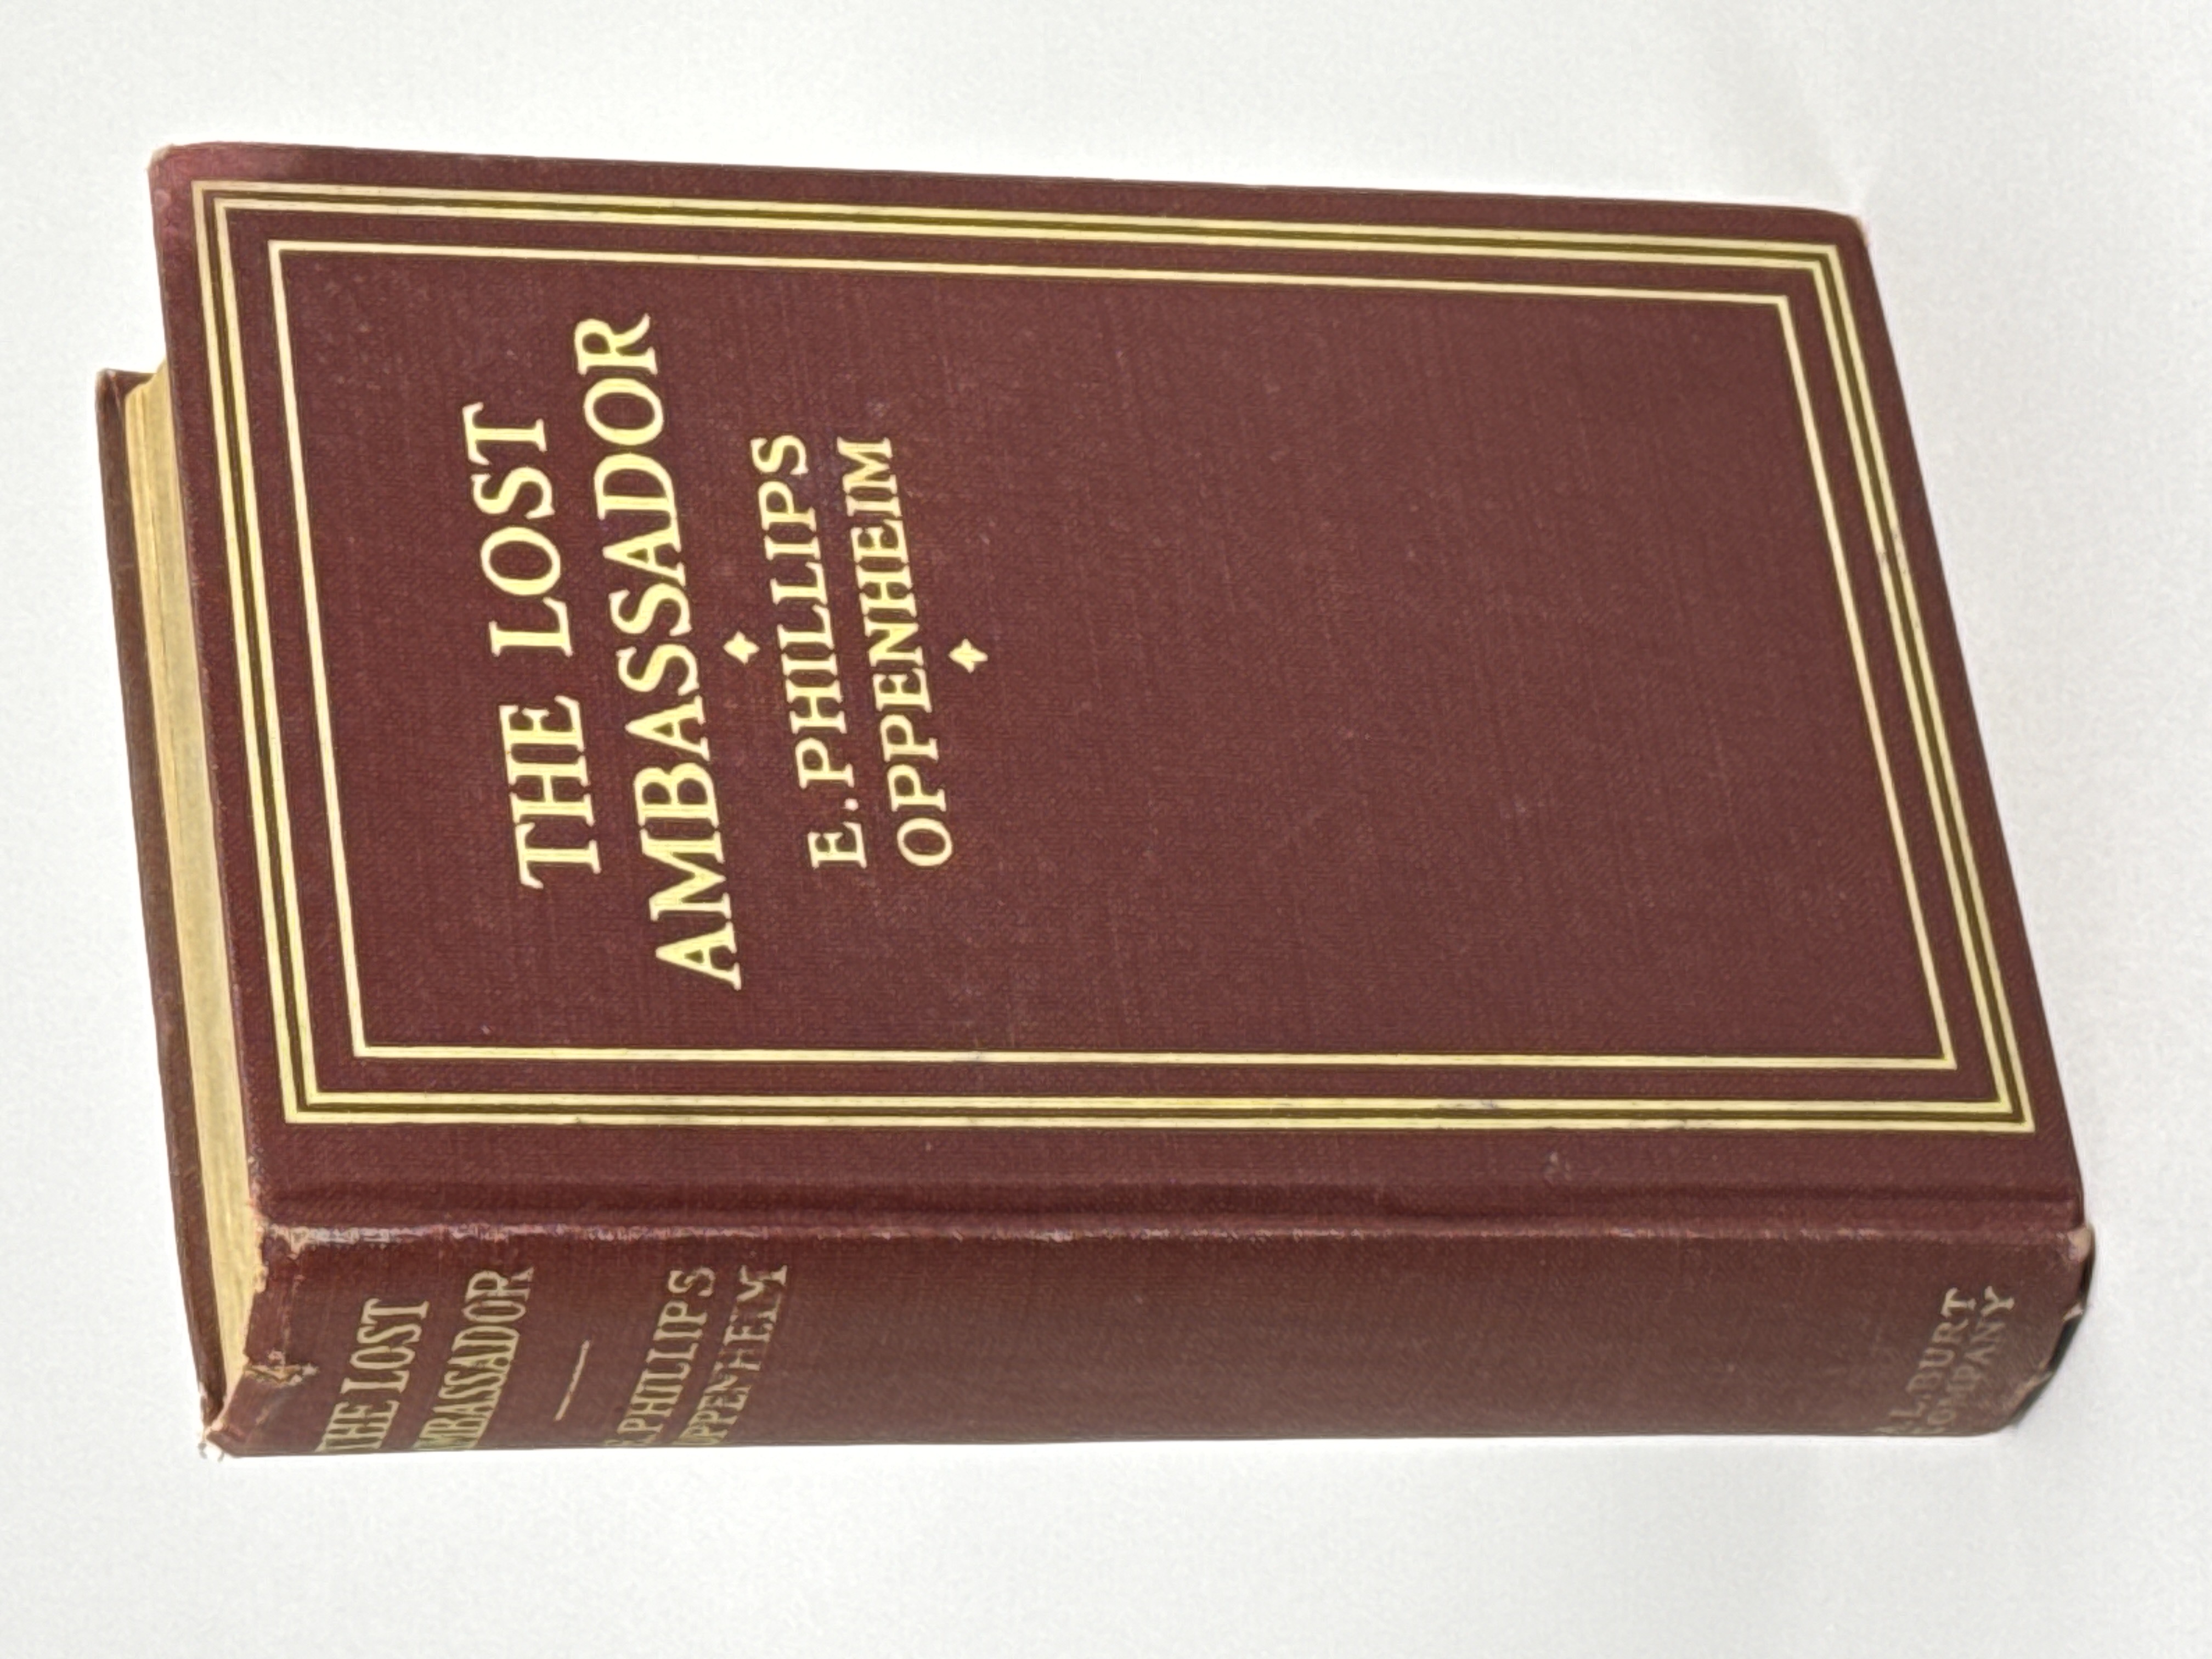 THE LOST
AMBASSADOR
E. PHILLIPS
OPPENHEIM
THE LOST
AMBASSADOR
E. PHILLIPS
OPPENHEIM
A. L. BURT
COMPANY